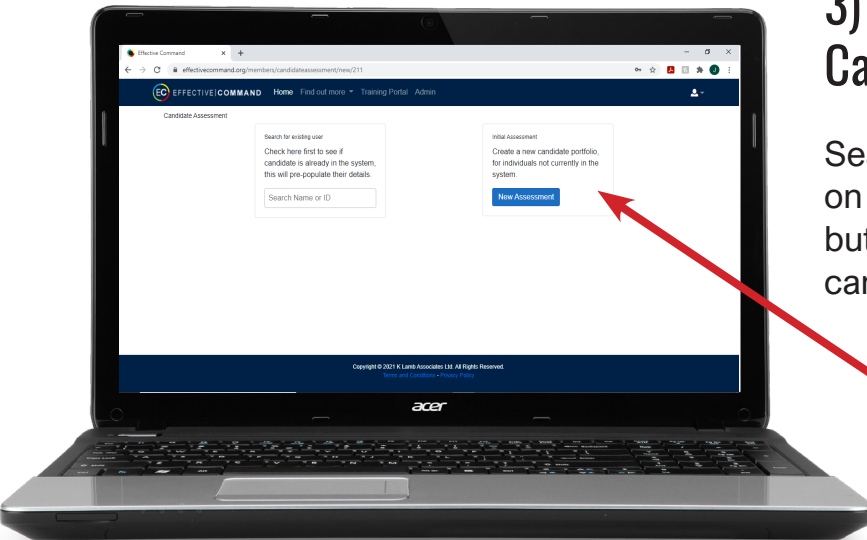 3)
Effective Command
effectivecommand.org/members/candidateassessment/new/211
EC EFFECTIVE|COMMAND Home Find out more Training Portal Admin
Candidate Assessment
Search for existing user
Check here first to see if
candidate is already in the system,
this will pre-populate their details.
Search Name or ID
Initial Assessment
Create a new candidate portfolio,
for individuals not currently in the
system.
New Assessment
Copyright © 2021 K Lamb Associates Ltd. All Rights Reserved.
Terms and Conditions - Privacy Policy
acer
on